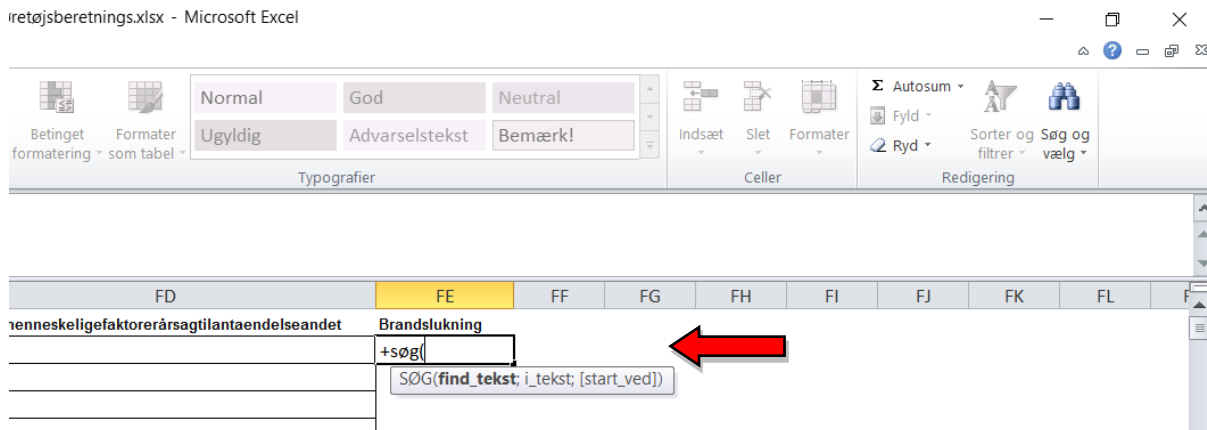 øretøjsberetnings.xlsx - Microsoft Excel
Normal God Neutral
Ugyldig Advarselstekst Bemærk!
Betinget formatering
Formater som tabel
Typografier
Indsæt Slet Formater
Celler
Σ Autosum
Fyld
Ryd
Sorter og filtrer
Søg og vælg
Redigering
FD FE FF FG FH FI FJ FK FL
menneskeligefaktorerårsagtilantaendelseandet Brandslukning
+søg(
SØG(find_tekst; i_tekst; [start_ved])